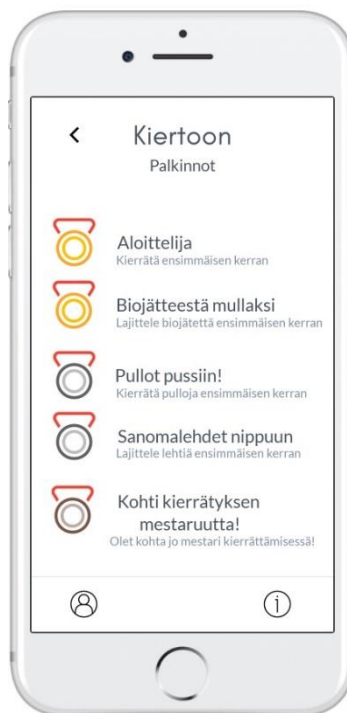 Kiertoon
Palkinnot
Aloittelija
Kierrätä ensimmäisen kerran
Biojätteestä mullaksi
Lajittele biojätettä ensimmäisen kerran
Pullot pussiin!
Kierrätä pulloja ensimmäisen kerran
Sanomalehdet nippuun
Lajittele lehtiä ensimmäisen kerran
Kohti kierrätyksen
mestaruutta!
Olet kohta jo mestari kierrättämisessä!